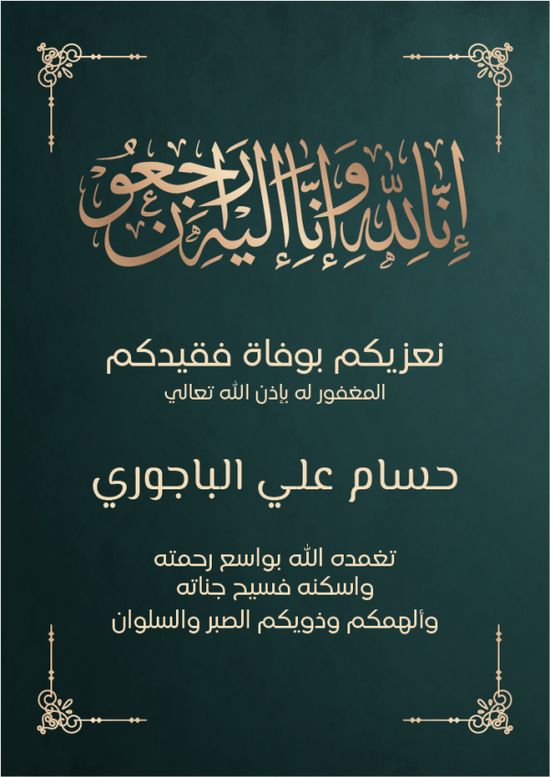 إنا لله وإنا إليه راجعون
نعزيكم بوفاة فقيدكم
المغفور له بإذن الله تعالي
حسام علي الباجوري
تغمده الله بواسع رحمته
واسكنه فسيح جناته
وألهمكم وذويكم الصبر والسلوان